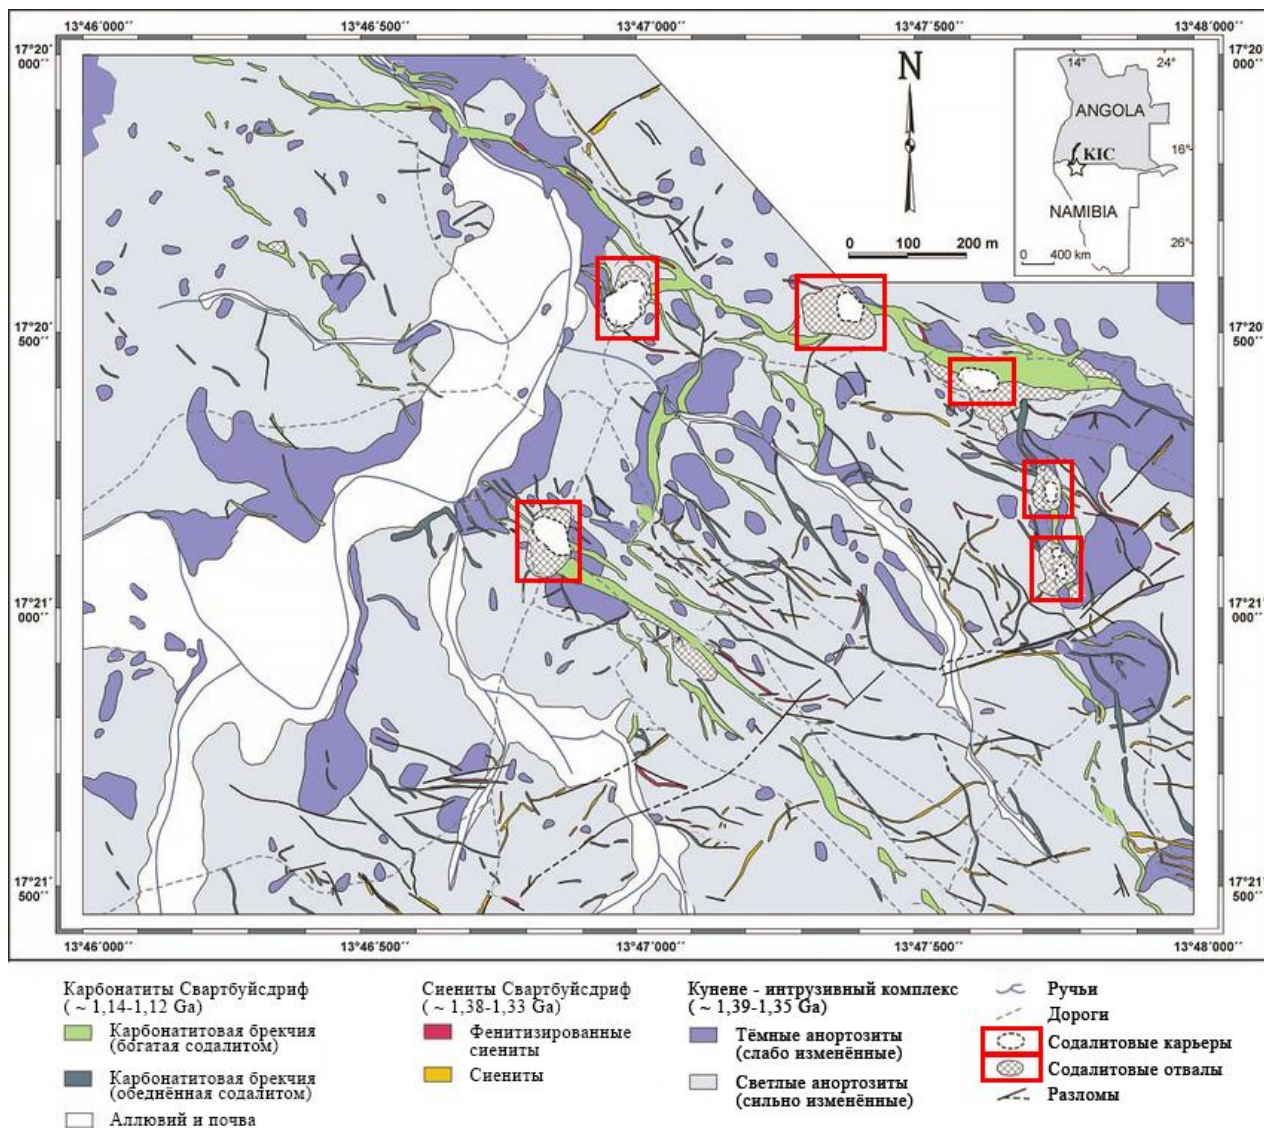 13°46´000´´ 13°46´500´´ 13°47´000´´ 13°47´500´´ 13°48´000´´
17°20´
000´´
17°20´
000´´
N
14° 24°
ANGOLA
16°
KIC
NAMIBIA
26°
0 400 km
0 100 200 m
17°20´
500´´
17°20´
500´´
17°21´
000´´
17°21´
000´´
17°21´
500´´
17°21´
500´´
13°46´000´´ 13°46´500´´ 13°47´000´´ 13°47´500´´ 13°48´000´´
Карбонатиты Свартбуйсдриф
( ~ 1,14-1,12 Ga)
Карбонатитовая брекчия
(богатая содалитом)
Карбонатитовая брекчия
(обеднённая содалитом)
Аллювий и почва
Сиениты Свартбуйсдриф
( ~ 1,38-1,33 Ga)
Фенитизированные
сиениты
Сиениты
Кунене - интрузивный комплекс
( ~ 1,39-1,35 Ga)
Тёмные анортозиты
(слабо изменённые)
Светлые анортозиты
(сильно изменённые)
Ручьи
Дороги
Содалитовые карьеры
Содалитовые отвалы
Разломы